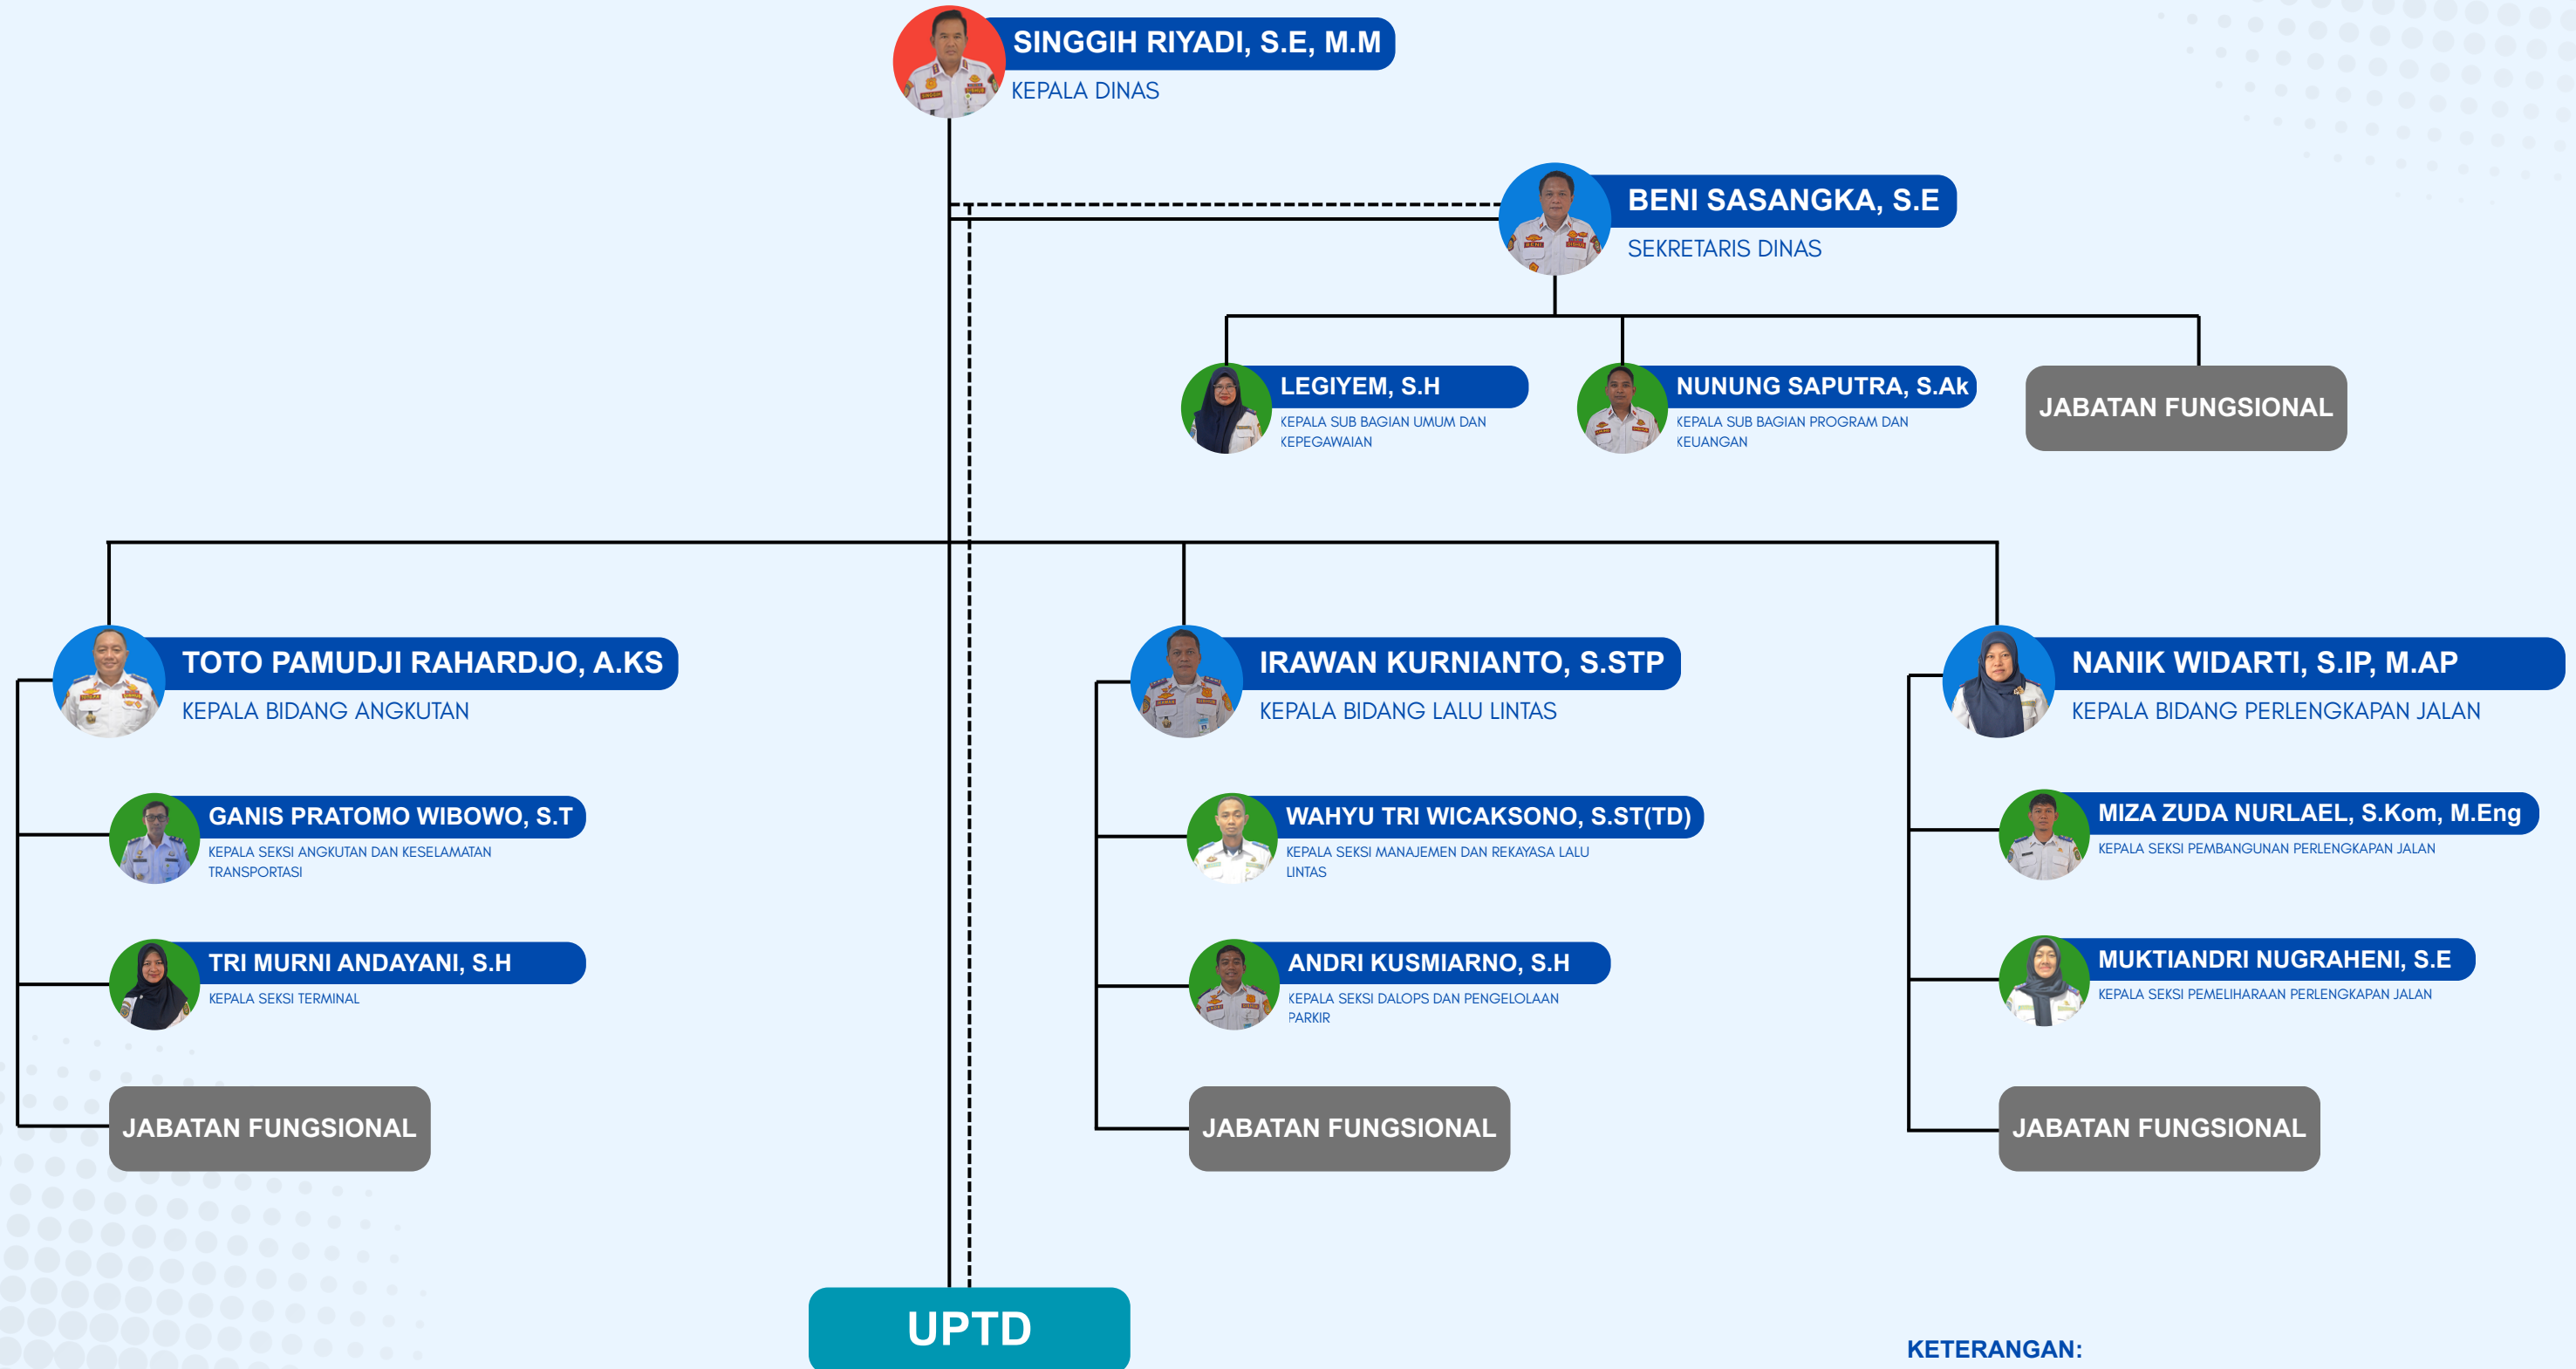 SINGGIH RIYADI, S.E, M.M
KEPALA DINAS
BENI SASANGKA, S.E
SEKRETARIS DINAS
LEGIYEM, S.H
KEPALA SUB BAGIAN UMUM DAN
KEPEGAWAIAN
NUNUNG SAPUTRA, S.Ak
KEPALA SUB BAGIAN PROGRAM DAN
KEUANGAN
JABATAN FUNGSIONAL
TOTO PAMUDJI RAHARDJO, A.KS
KEPALA BIDANG ANGKUTAN
GANIS PRATOMO WIBOWO, S.T
KEPALA SEKSI ANGKUTAN DAN KESELAMATAN
TRANSPORTASI
TRI MURNI ANDAYANI, S.H
KEPALA SEKSI TERMINAL
JABATAN FUNGSIONAL
IRAWAN KURNIANTO, S.STP
KEPALA BIDANG LALU LINTAS
WAHYU TRI WICAKSONO, S.ST(TD)
KEPALA SEKSI MANAJEMEN DAN REKAYASA LALU
LINTAS
ANDRI KUSMIARNO, S.H
KEPALA SEKSI DALOPS DAN PENGELOLAAN
PARKIR
JABATAN FUNGSIONAL
NANIK WIDARTI, S.IP, M.AP
KEPALA BIDANG PERLENGKAPAN JALAN
MIZA ZUDA NURLAEL, S.Kom, M.Eng
KEPALA SEKSI PEMBANGUNAN PERLENGKAPAN JALAN
MUKTIANDRI NUGRAHENI, S.E
KEPALA SEKSI PEMELIHARAAN PERLENGKAPAN JALAN
JABATAN FUNGSIONAL
UPTD
KETERANGAN: